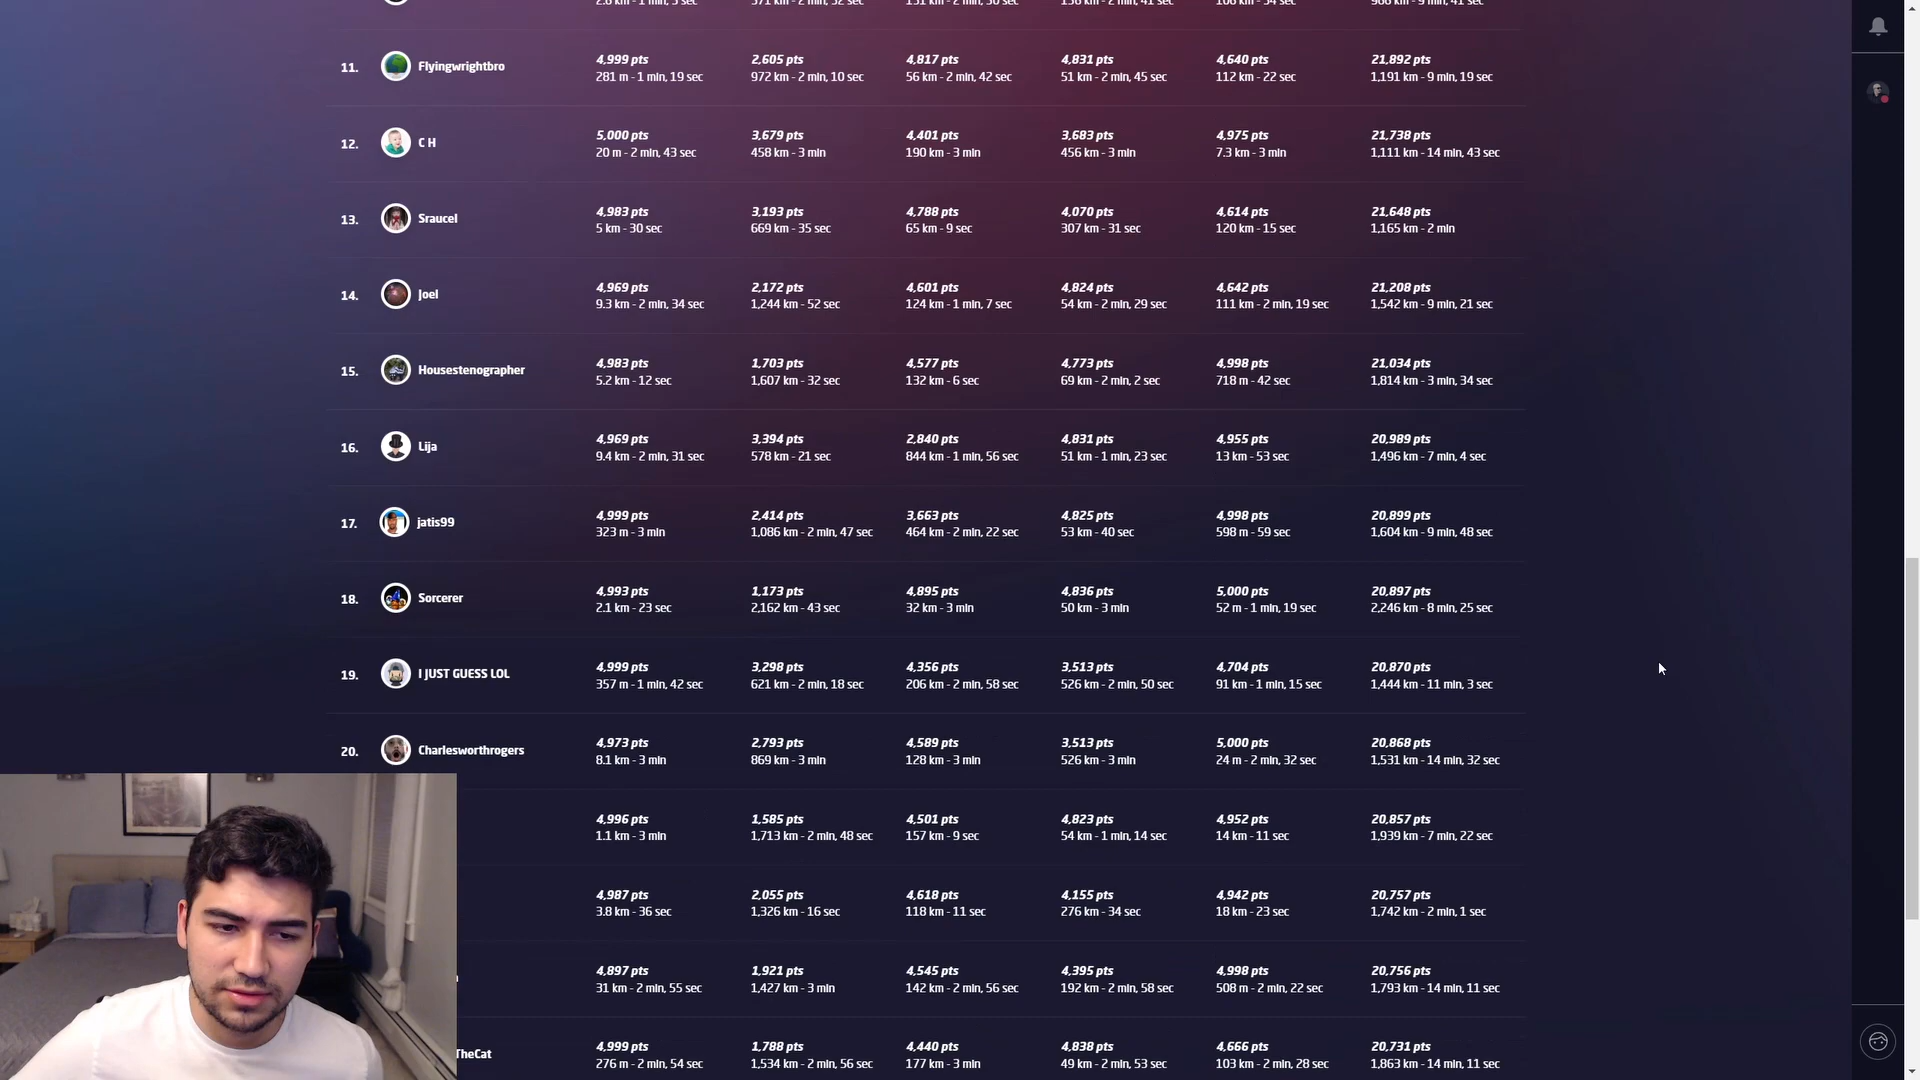 2.6 km - 1 min, 3 sec 371 km - 2 min, 32 sec 131 km - 2 min, 30 sec 138 km - 2 min, 41 sec 106 km - 54 sec 966 km - 9 min, 41 sec
11. Flyingwrightbro 4,999 pts 2,605 pts 4,817 pts 4,831 pts 4,640 pts 21,892 pts
281 m - 1 min, 19 sec 972 km - 2 min, 10 sec 56 km - 2 min, 42 sec 51 km - 2 min, 45 sec 112 km - 22 sec 1,191 km - 9 min, 19 sec
12. C H 5,000 pts 3,679 pts 4,401 pts 3,683 pts 4,975 pts 21,738 pts
20 m - 2 min, 43 sec 458 km - 3 min 190 km - 3 min 456 km - 3 min 7.3 km - 3 min 1,111 km - 14 min, 43 sec
13. Sraucel 4,983 pts 3,193 pts 4,788 pts 4,070 pts 4,614 pts 21,648 pts
5 km - 30 sec 669 km - 35 sec 65 km - 9 sec 307 km - 31 sec 120 km - 15 sec 1,165 km - 2 min
14. Joel 4,969 pts 2,172 pts 4,601 pts 4,824 pts 4,642 pts 21,208 pts
9.3 km - 2 min, 34 sec 1,244 km - 52 sec 124 km - 1 min, 7 sec 54 km - 2 min, 29 sec 111 km - 2 min, 19 sec 1,542 km - 9 min, 21 sec
15. Housestenographer 4,983 pts 1,703 pts 4,577 pts 4,773 pts 4,998 pts 21,034 pts
5.2 km - 12 sec 1,607 km - 32 sec 132 km - 6 sec 69 km - 2 min, 2 sec 718 m - 42 sec 1,814 km - 3 min, 34 sec
16. Lija 4,969 pts 3,394 pts 2,840 pts 4,831 pts 4,955 pts 20,989 pts
9.4 km - 2 min, 31 sec 578 km - 21 sec 844 km - 1 min, 56 sec 51 km - 1 min, 23 sec 13 km - 53 sec 1,496 km - 7 min, 4 sec
17. jatis99 4,999 pts 2,414 pts 3,663 pts 4,825 pts 4,998 pts 20,899 pts
323 m - 3 min 1,086 km - 2 min, 47 sec 464 km - 2 min, 22 sec 53 km - 40 sec 598 m - 59 sec 1,604 km - 9 min, 48 sec
18. Sorcerer 4,993 pts 1,173 pts 4,895 pts 4,836 pts 5,000 pts 20,897 pts
2.1 km - 23 sec 2,162 km - 43 sec 32 km - 3 min 50 km - 3 min 52 m - 1 min, 19 sec 2,246 km - 8 min, 25 sec
19. I JUST GUESS LOL 4,999 pts 3,298 pts 4,356 pts 3,513 pts 4,704 pts 20,870 pts
357 m - 1 min, 42 sec 621 km - 2 min, 18 sec 206 km - 2 min, 58 sec 526 km - 2 min, 50 sec 91 km - 1 min, 15 sec 1,444 km - 11 min, 3 sec
20. Charlesworthrogers 4,973 pts 2,793 pts 4,589 pts 3,513 pts 5,000 pts 20,868 pts
8.1 km - 3 min 869 km - 3 min 128 km - 3 min 526 km - 3 min 24 m - 2 min, 32 sec 1,531 km - 14 min, 32 sec
4,996 pts 1,585 pts 4,501 pts 4,823 pts 4,952 pts 20,857 pts
1.1 km - 3 min 1,713 km - 2 min, 48 sec 157 km - 9 sec 54 km - 1 min, 14 sec 14 km - 11 sec 1,939 km - 7 min, 22 sec
4,987 pts 2,055 pts 4,618 pts 4,155 pts 4,942 pts 20,757 pts
3.8 km - 36 sec 1,326 km - 16 sec 118 km - 11 sec 276 km - 34 sec 18 km - 23 sec 1,742 km - 2 min, 1 sec
4,897 pts 1,921 pts 4,545 pts 4,395 pts 4,998 pts 20,756 pts
31 km - 2 min, 55 sec 1,427 km - 3 min 142 km - 2 min, 56 sec 192 km - 2 min, 58 sec 508 m - 2 min, 22 sec 1,793 km - 14 min, 11 sec
TheCat 4,999 pts 1,788 pts 4,440 pts 4,838 pts 4,666 pts 20,731 pts
276 m - 2 min, 54 sec 1,534 km - 2 min, 56 sec 177 km - 3 min 49 km - 2 min, 53 sec 103 km - 2 min, 28 sec 1,863 km - 14 min, 11 sec